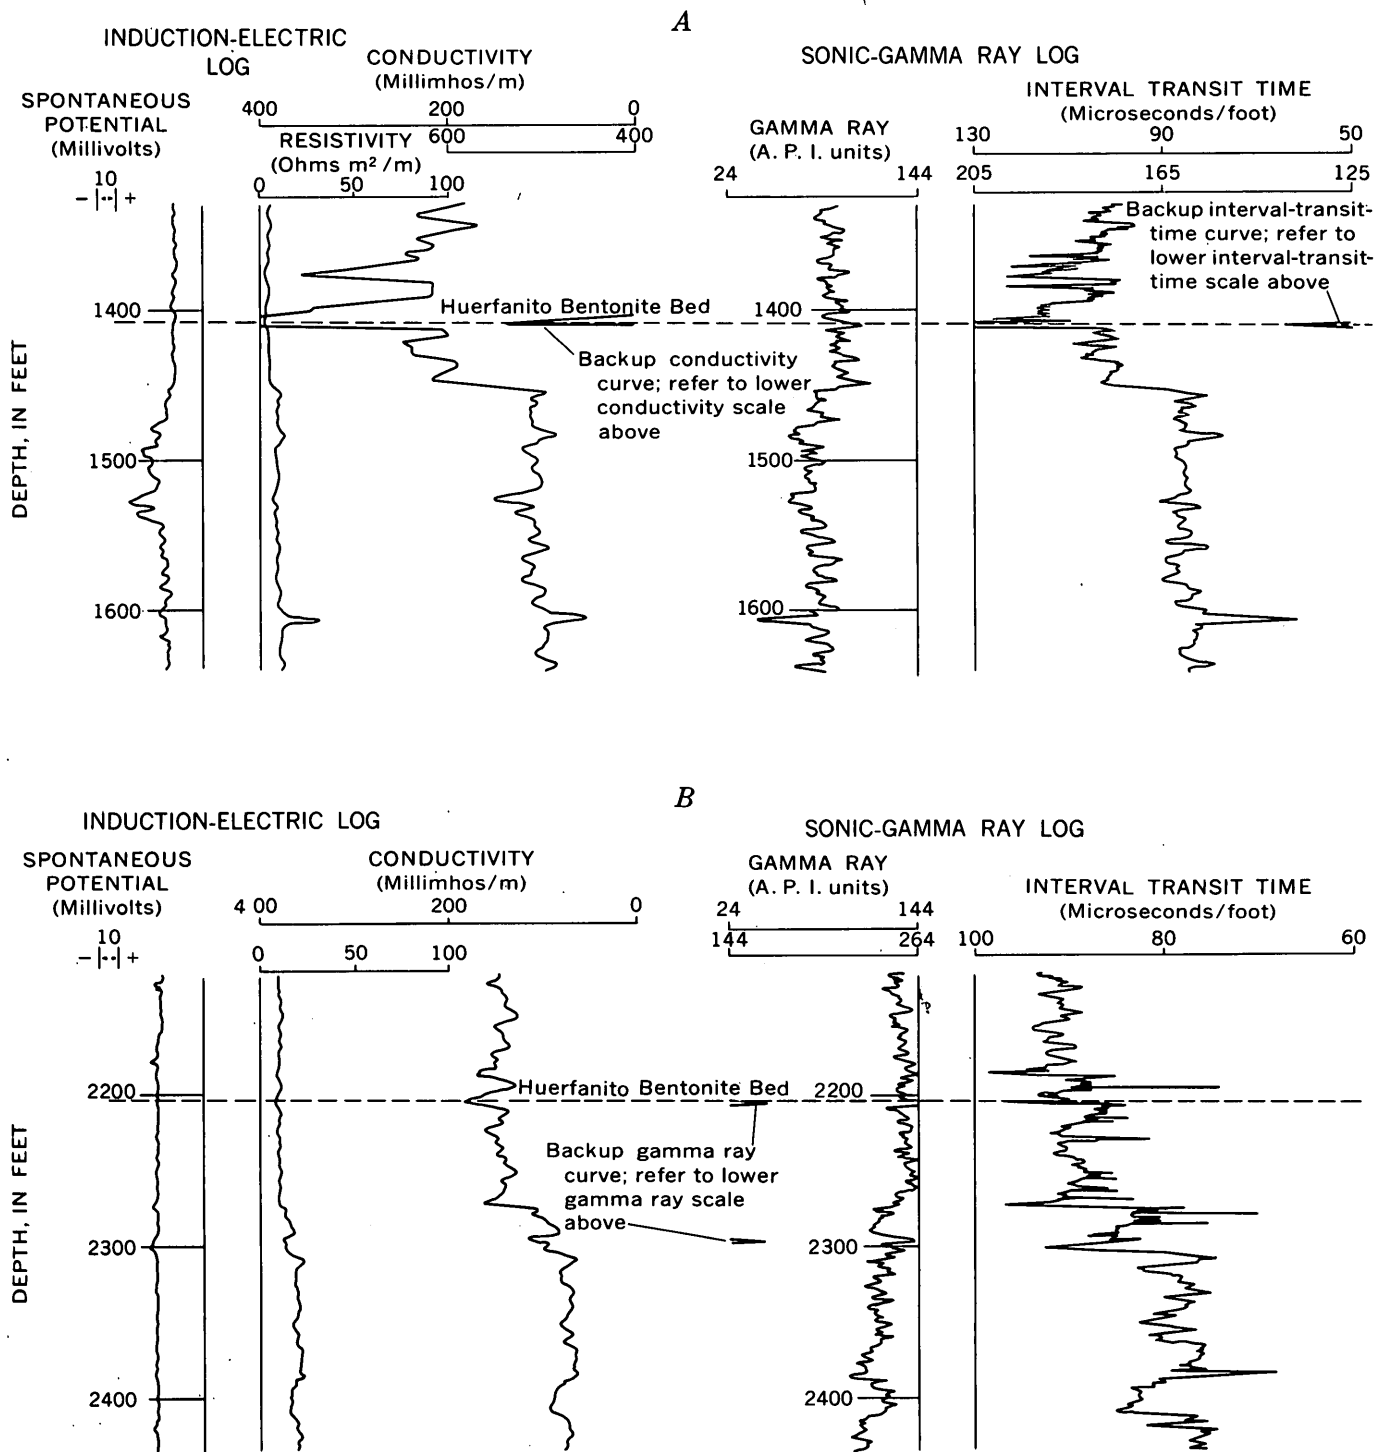 A
INDUCTION-ELECTRIC
LOG
CONDUCTIVITY
(Millimhos/m)
SONIC-GAMMA RAY LOG
INTERVAL TRANSIT TIME
(Microseconds/foot)
SPONTANEOUS
POTENTIAL
(Millivolts)
400 200 0
RESISTIVITY 600 400
(Ohms m²/m)
GAMMA RAY
(A. P. I. units)
130 90 50
10
- |--| +
0 50 100
24 144
205 165 125
Backup interval-transit-
time curve; refer to
lower interval-transit-
time scale above
1400
Huerfanito Bentonite Bed
1400
Backup conductivity
curve; refer to lower
conductivity scale
above
DEPTH, IN FEET
1500
1500
1600
1600
B
INDUCTION-ELECTRIC LOG
SONIC-GAMMA RAY LOG
SPONTANEOUS
POTENTIAL
(Millivolts)
CONDUCTIVITY
(Millimhos/m)
GAMMA RAY
(A. P. I. units)
INTERVAL TRANSIT TIME
(Microseconds/foot)
4 00 200 0
24 144
144 264
10
- |--| +
0 50 100
100 80 60
2200
Huerfanito Bentonite Bed
2200
Backup gamma ray
curve; refer to lower
gamma ray scale
above
DEPTH, IN FEET
2300
2300
2400
2400